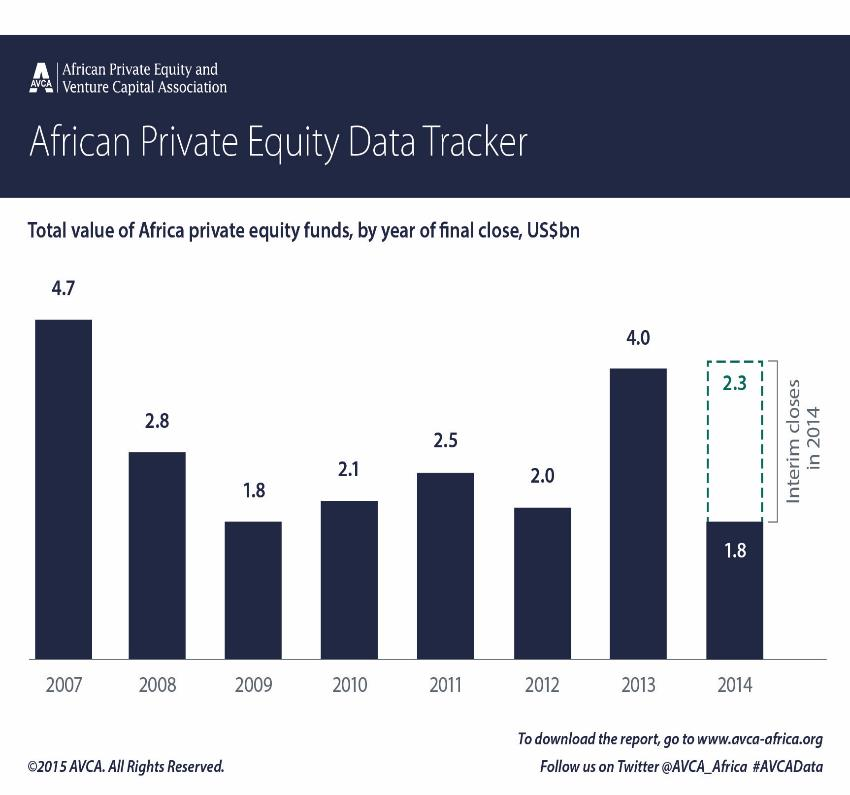 AVCA
African Private Equity and
Venture Capital Association
African Private Equity Data Tracker
Total value of Africa private equity funds, by year of final close, US$bn
4.7
2.8
1.8
2.1
2.5
2.0
4.0
2.3
1.8
Interim closes
in 2014
2007
2008
2009
2010
2011
2012
2013
2014
To download the report, go to www.avca-africa.org
©2015 AVCA. All Rights Reserved.
Follow us on Twitter @AVCA_Africa #AVCAData